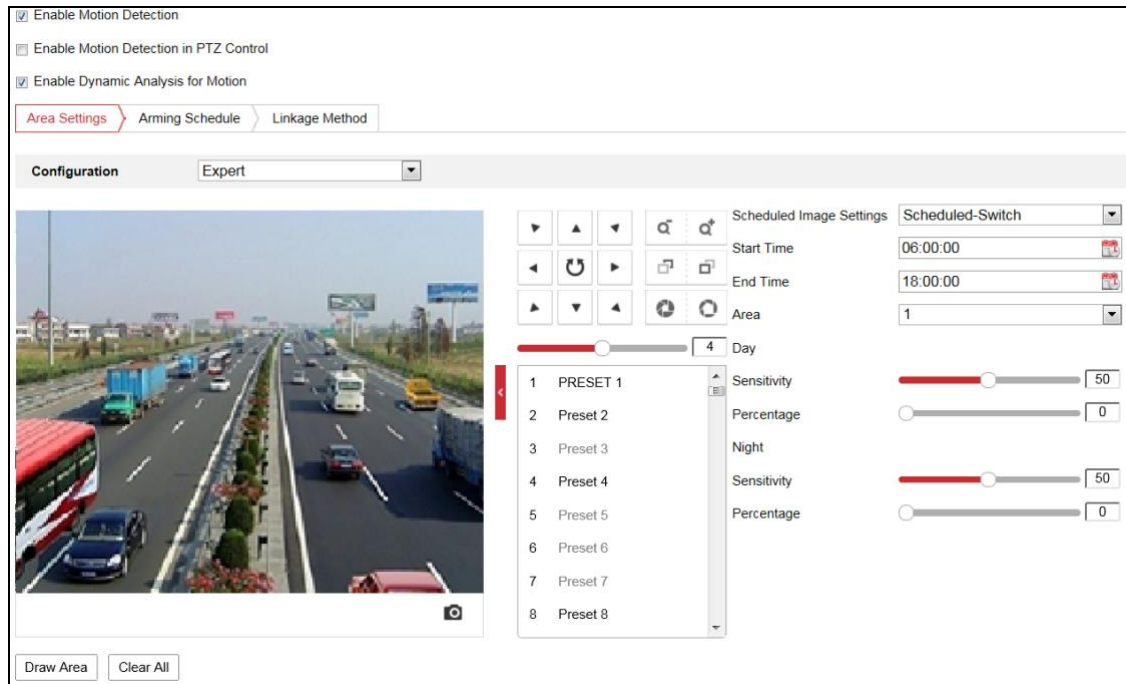 Enable Motion Detection
Enable Motion Detection in PTZ Control
Enable Dynamic Analysis for Motion
Area Settings
Arming Schedule
Linkage Method
Configuration
Expert
4
1 PRESET 1
2 Preset 2
3 Preset 3
4 Preset 4
5 Preset 5
6 Preset 6
7 Preset 7
8 Preset 8
Scheduled Image Settings Scheduled-Switch
Start Time 06:00:00
End Time 18:00:00
Area 1
Day
Sensitivity 50
Percentage 0
Night
Sensitivity 50
Percentage 0
Draw Area
Clear All